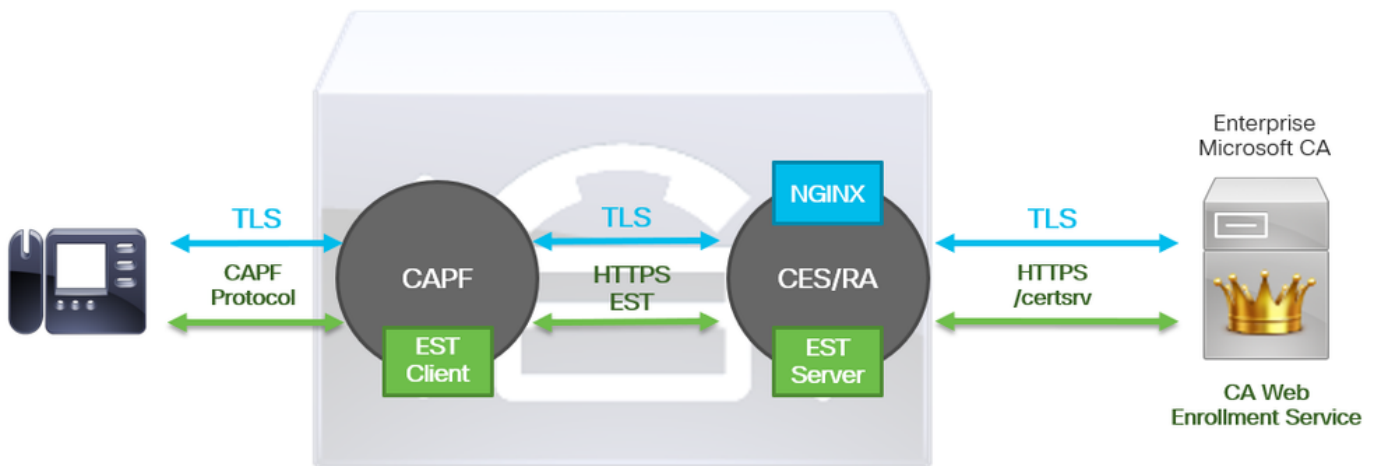 TLS
CAPF
Protocol
CAPF
EST
Client
TLS
HTTPS
EST
NGINX
CES/RA
EST
Server
TLS
HTTPS
/certsrv
Enterprise
Microsoft CA
CA Web
Enrollment Service